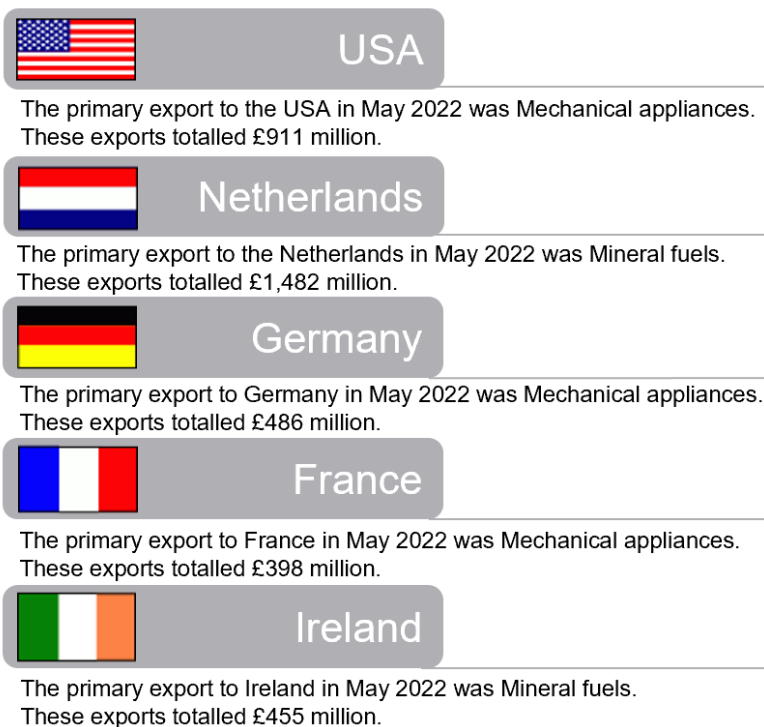 USA
The primary export to the USA in May 2022 was Mechanical appliances.
These exports totalled £911 million.
Netherlands
The primary export to the Netherlands in May 2022 was Mineral fuels.
These exports totalled £1,482 million.
Germany
The primary export to Germany in May 2022 was Mechanical appliances.
These exports totalled £486 million.
France
The primary export to France in May 2022 was Mechanical appliances.
These exports totalled £398 million.
Ireland
The primary export to Ireland in May 2022 was Mineral fuels.
These exports totalled £455 million.